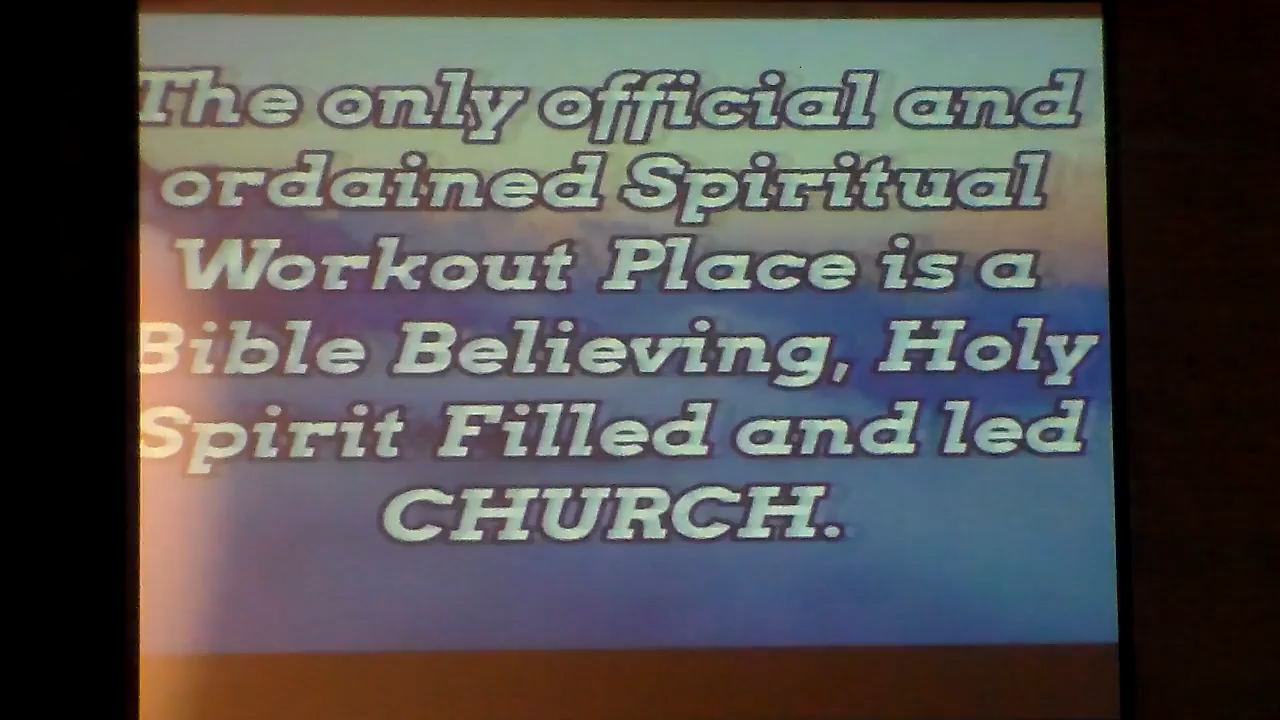 The only official and
ordained Spiritual
Workout Place is a
Bible Believing, Holy
Spirit Filled and led
CHURCH.